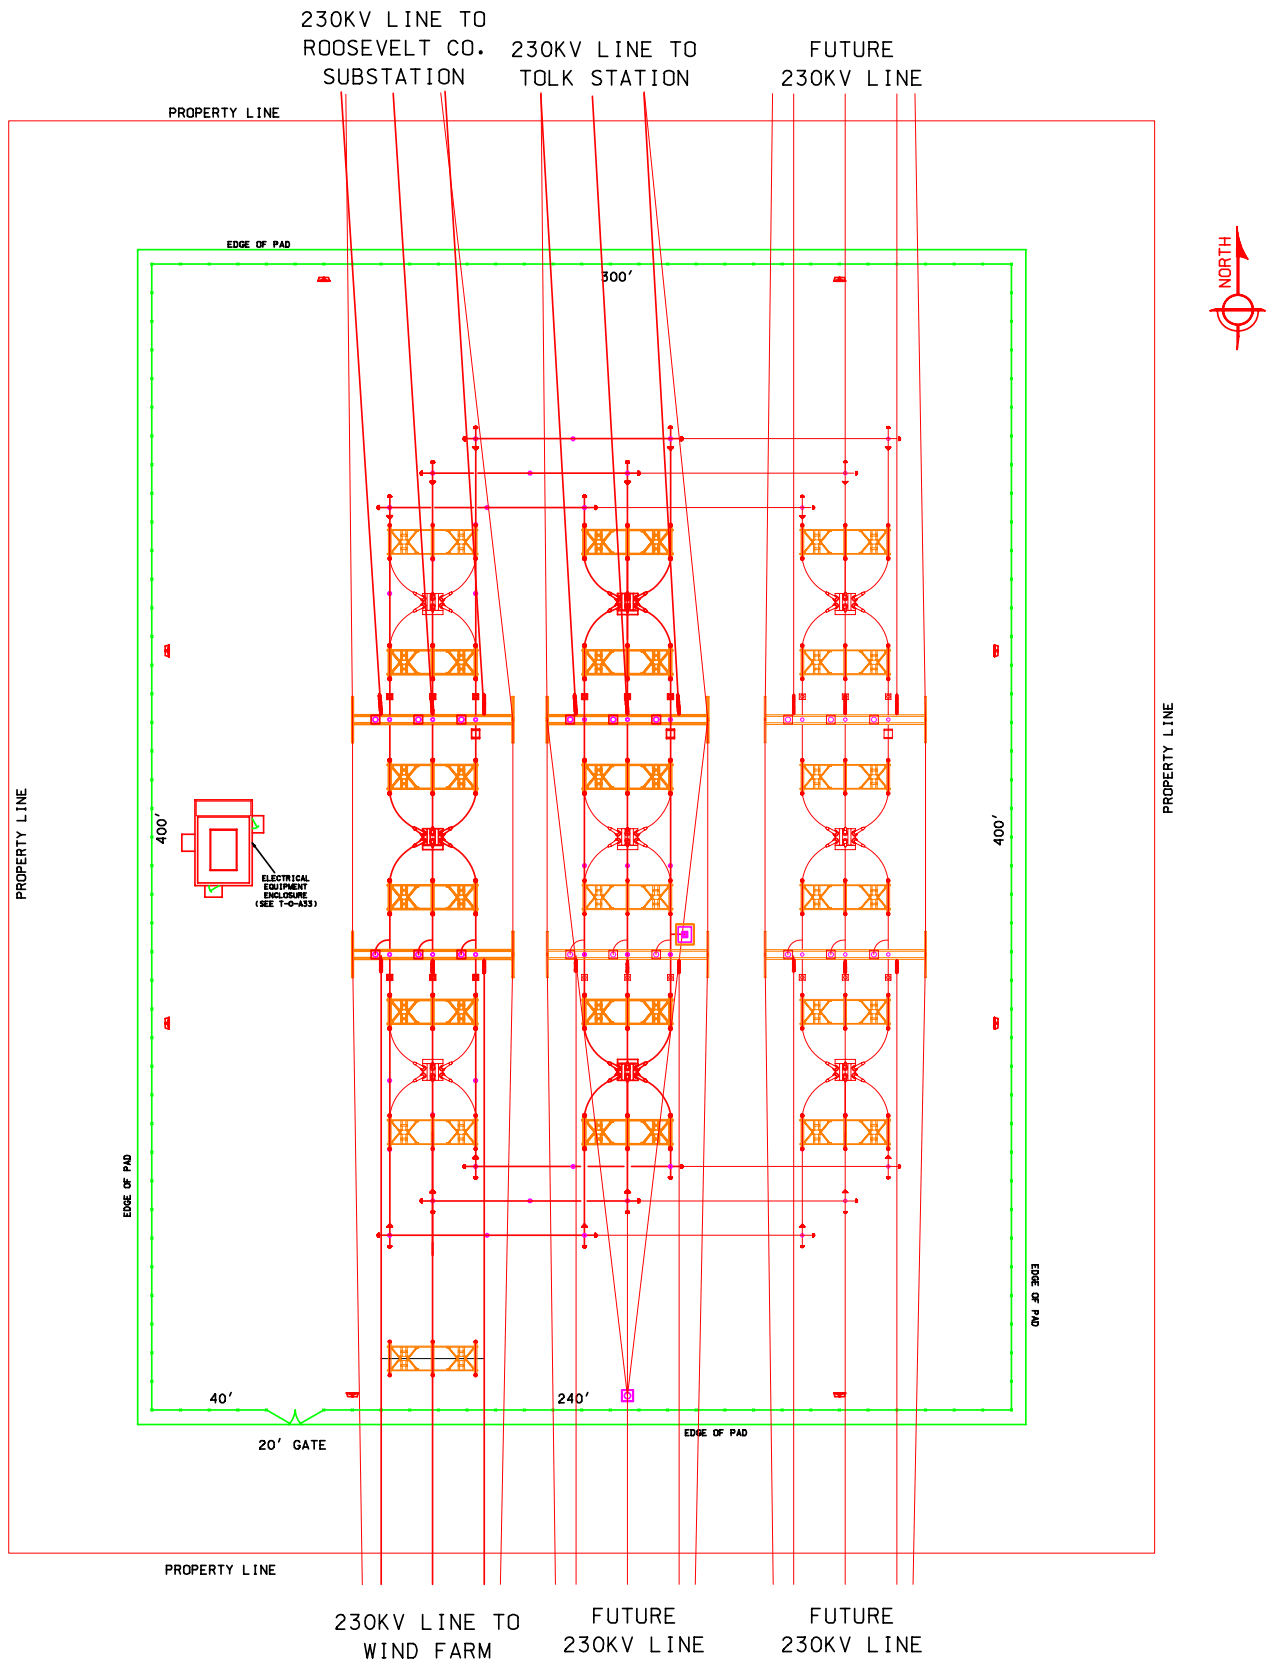 230KV LINE TO
ROOSEVELT CO.
SUBSTATION
230KV LINE TO
TOLK STATION
FUTURE
230KV LINE
PROPERTY LINE
EDGE OF PAD
300'
NORTH
PROPERTY LINE
400'
ELECTRICAL
EQUIPMENT
ENCLOSURE
(SEE T-0-A33)
400'
PROPERTY LINE
EDGE OF PAD
EDGE OF PAD
40'
240'
20' GATE
EDGE OF PAD
PROPERTY LINE
230KV LINE TO
WIND FARM
FUTURE
230KV LINE
FUTURE
230KV LINE